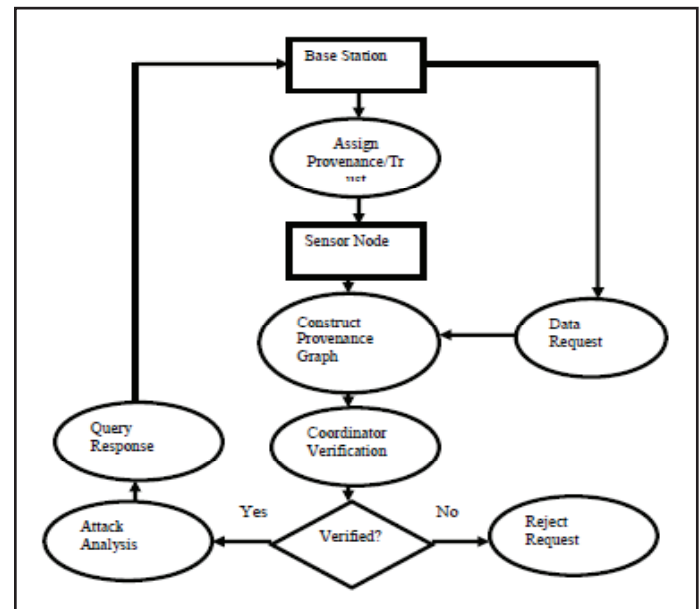 Base Station
Assign
Provenance/Tr
ust
Sensor Node
Construct
Provenance
Graph
Data
Request
Query
Response
Coordinator
Verification
Yes
No
Attack
Analysis
Verified?
Reject
Request